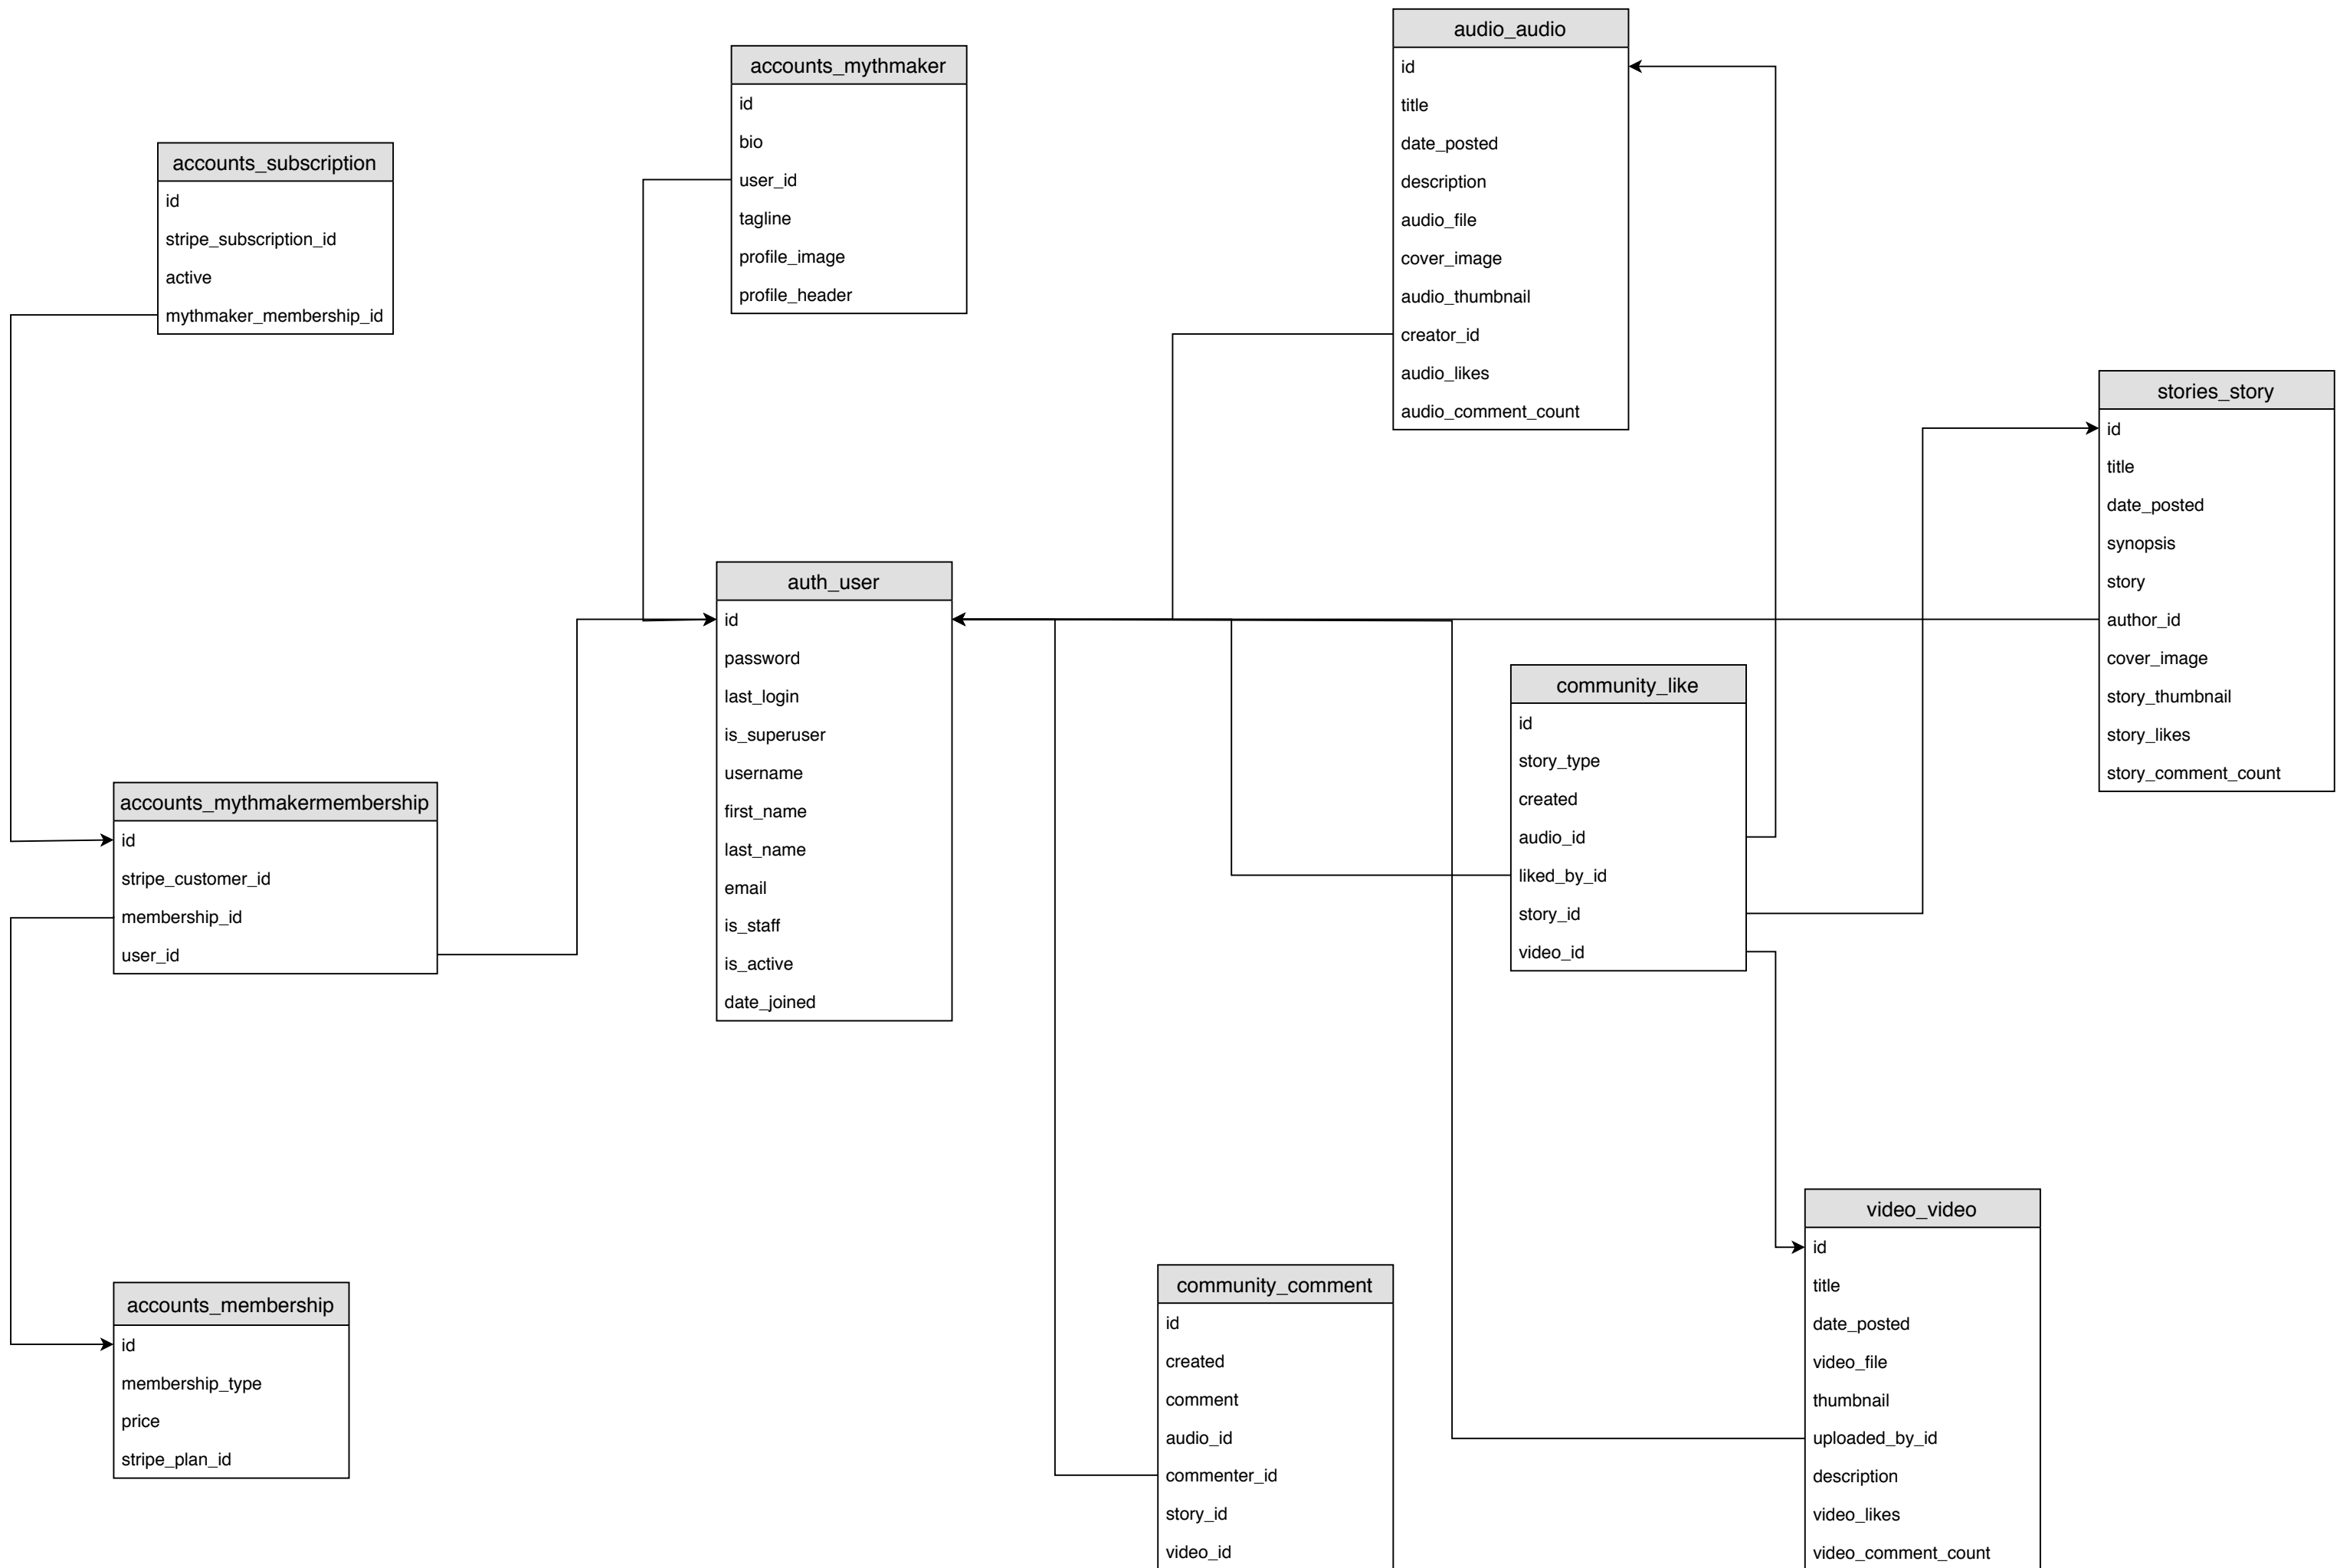 accounts_subscription
id
stripe_subscription_id
active
mythmaker_membership_id
accounts_mythmaker
id
bio
user_id
tagline
profile_image
profile_header
audio_audio
id
title
date_posted
description
audio_file
cover_image
audio_thumbnail
creator_id
audio_likes
audio_comment_count
stories_story
id
title
date_posted
synopsis
story
author_id
cover_image
story_thumbnail
story_likes
story_comment_count
auth_user
id
password
last_login
is_superuser
username
first_name
last_name
email
is_staff
is_active
date_joined
community_like
id
story_type
created
audio_id
liked_by_id
story_id
video_id
accounts_mythmakermembership
id
stripe_customer_id
membership_id
user_id
accounts_membership
id
membership_type
price
stripe_plan_id
community_comment
id
created
comment
audio_id
commenter_id
story_id
video_id
video_video
id
title
date_posted
video_file
thumbnail
uploaded_by_id
description
video_likes
video_comment_count